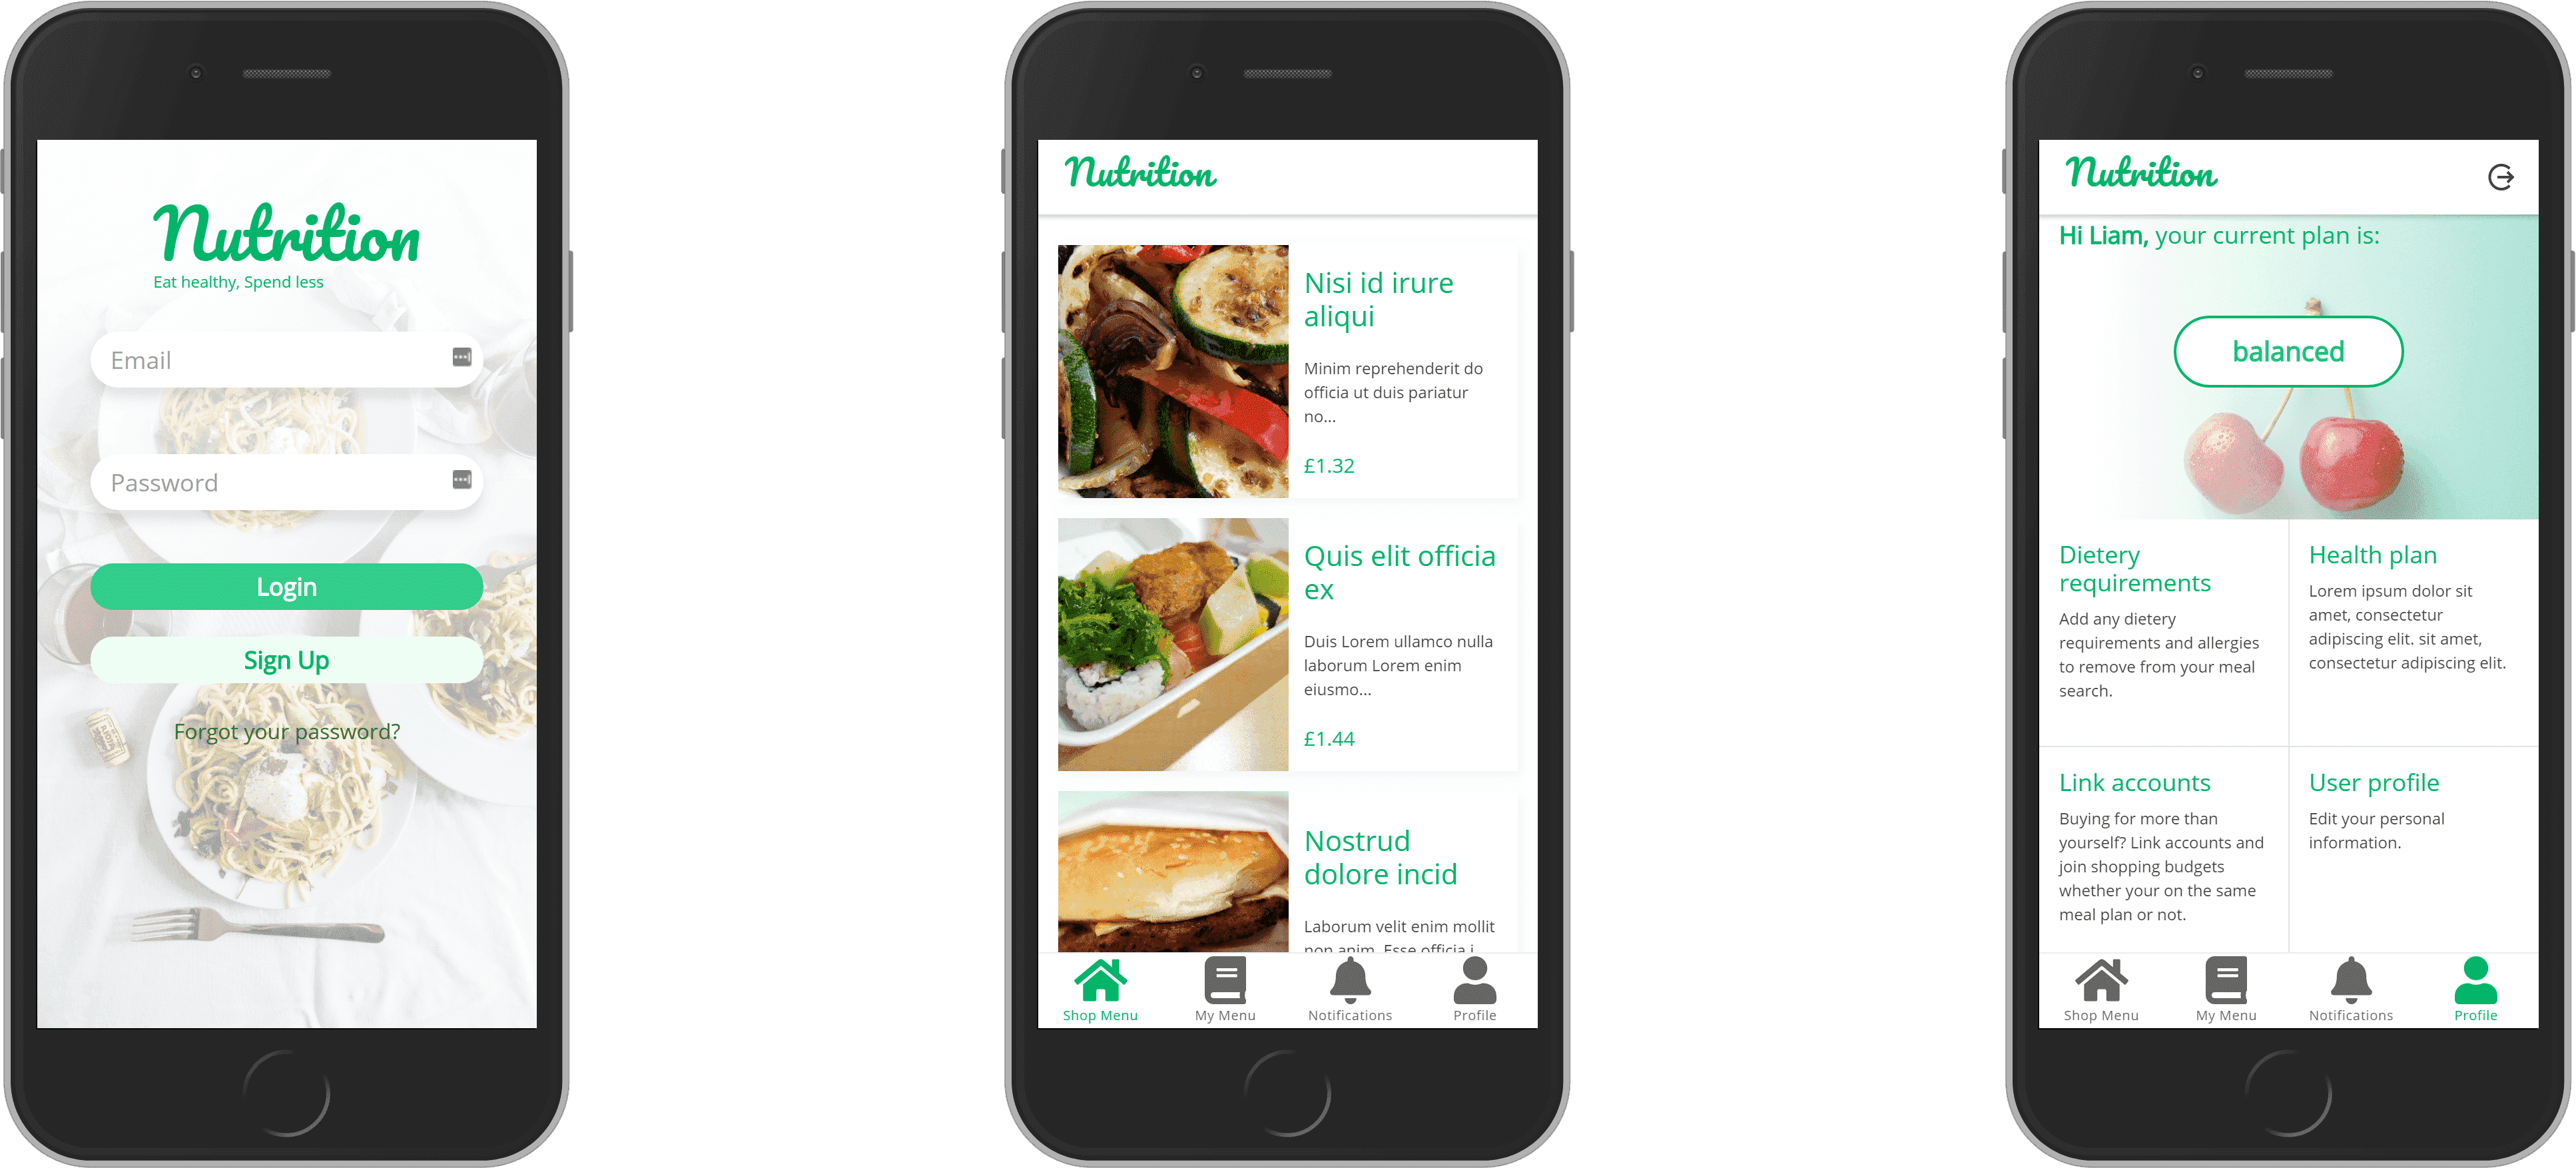 Nutrition
Eat healthy, Spend less
Email
Password
Login
Sign Up
Forgot your password?
Nutrition
Nisi id irure
aliqui
Minim reprehenderit do
officia ut duis pariatur
no...
£1.32
Quis elit officia
ex
Duis Lorem ullamco nulla
laborum Lorem enim
eiusmo...
£1.44
Nostrud
dolore incid
Laborum velit enim mollit
non anim. Esse officia i
Shop Menu
My Menu
Notifications
Profile
Nutrition
Hi Liam, your current plan is:
balanced
Dietery
requirements
Add any dietery
requirements and allergies
to remove from your meal
search.
Health plan
Lorem ipsum dolor sit
amet, consectetur
adipiscing elit. sit amet,
consectetur adipiscing elit.
Link accounts
Buying for more than
yourself? Link accounts and
join shopping budgets
whether your on the same
meal plan or not.
User profile
Edit your personal
information.
Shop Menu
My Menu
Notifications
Profile